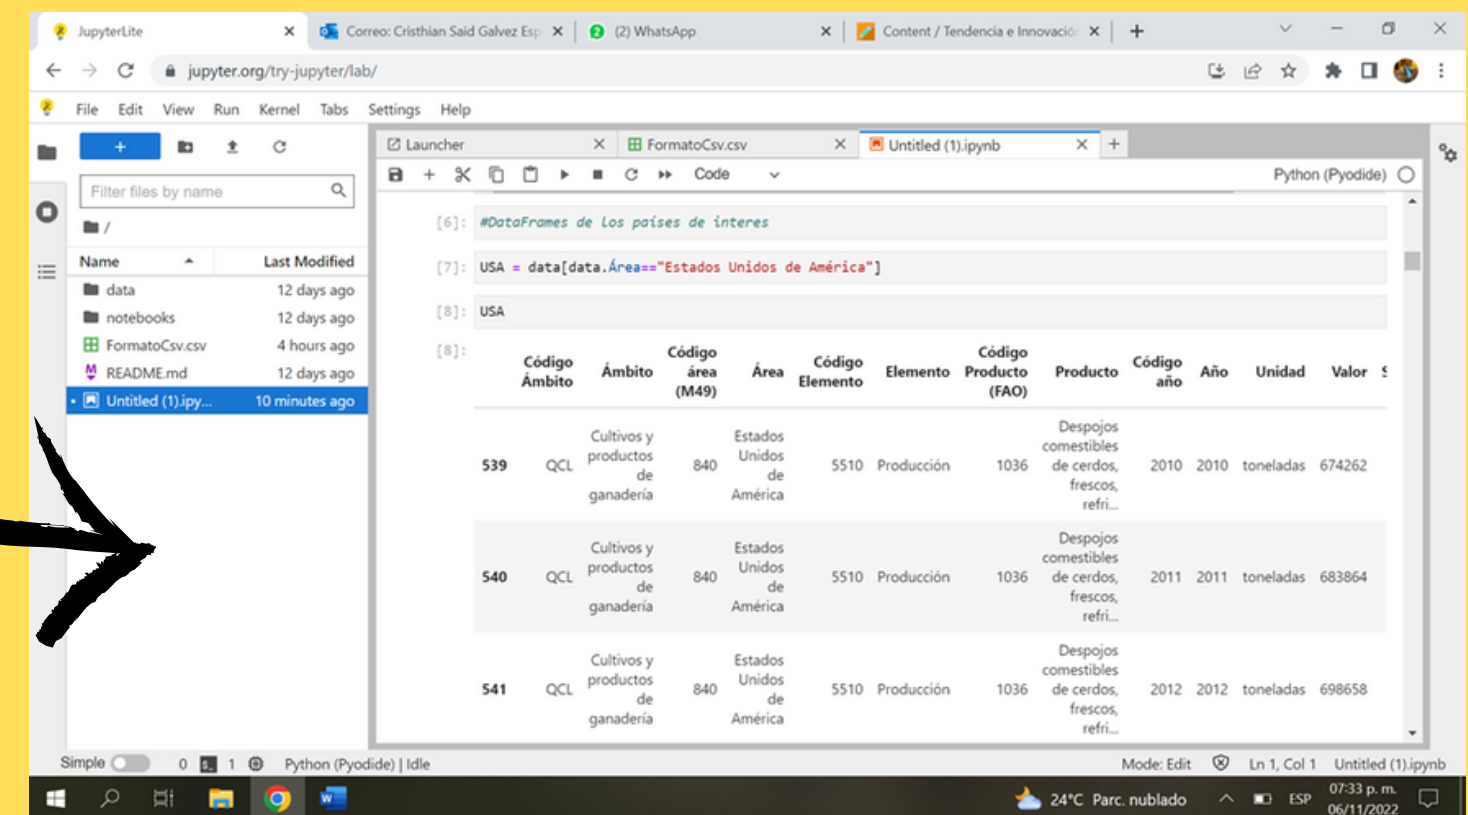 JupyterLite
Correo: Cristhian Said Galvez Esp
(2) WhatsApp
Content / Tendencia e Innovació
jupyter.org/try-jupyter/lab/
File Edit View Run Kernel Tabs Settings Help
Launcher
FormatoCsv.csv
Untitled (1).ipynb
Code
Python (Pyodide)
Filter files by name
/
Name Last Modified
data 12 days ago
notebooks 12 days ago
FormatoCsv.csv 4 hours ago
README.md 12 days ago
Untitled (1).ipy... 10 minutes ago
[6]: #DataFrames de los países de interes
[7]: USA = data[data.Área=="Estados Unidos de América"]
[8]: USA
[8]:
Código Ámbito Ámbito Código área (M49) Área Código Elemento Elemento Código Producto (FAO) Producto Código año Año Unidad Valor S
539 QCL Cultivos y productos de ganadería 840 Estados Unidos de América 5510 Producción 1036 Despojos comestibles de cerdos, frescos, refri... 2010 2010 toneladas 674262
540 QCL Cultivos y productos de ganadería 840 Estados Unidos de América 5510 Producción 1036 Despojos comestibles de cerdos, frescos, refri... 2011 2011 toneladas 683864
541 QCL Cultivos y productos de ganadería 840 Estados Unidos de América 5510 Producción 1036 Despojos comestibles de cerdos, frescos, refri... 2012 2012 toneladas 698658
Simple 0 1 Python (Pyodide) | Idle
Mode: Edit Ln 1, Col 1 Untitled (1).ipynb
24°C Parc. nublado ESP 07:33 p. m.
06/11/2022